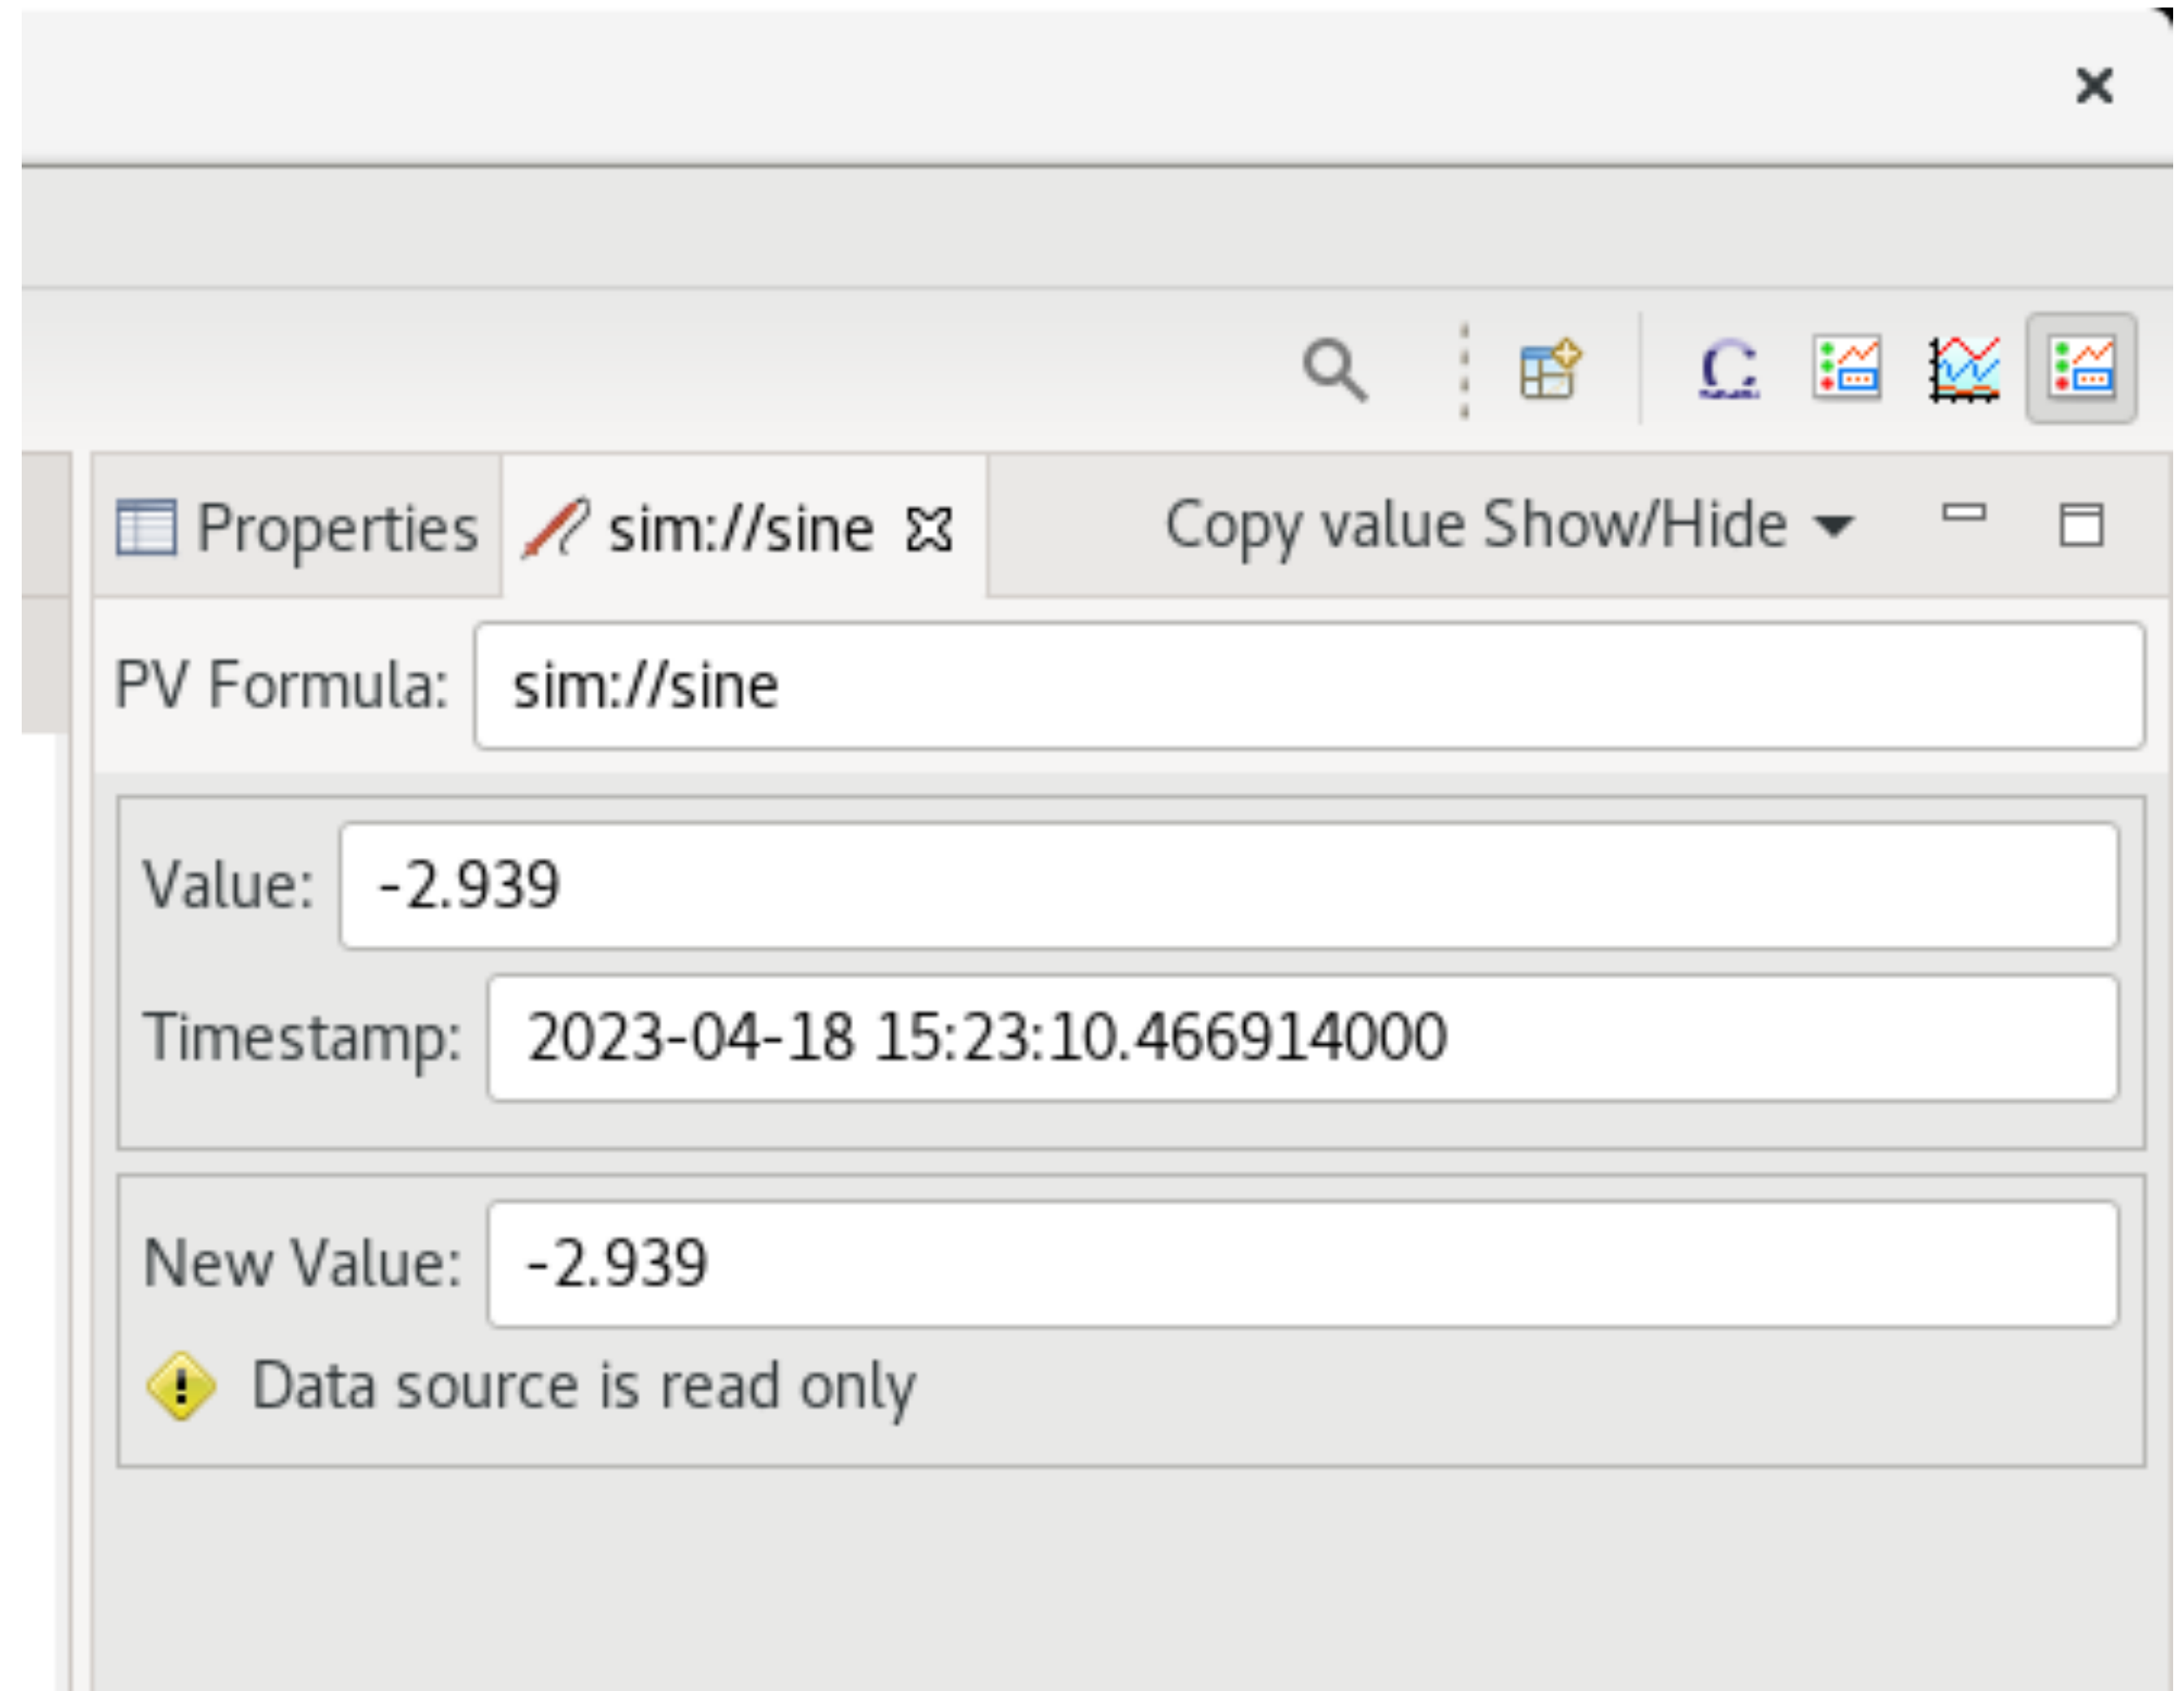 Properties sim://sine Copy value Show/Hide
PV Formula: sim://sine
Value: -2.939
Timestamp: 2023-04-18 15:23:10.466914000
New Value: -2.939
Data source is read only